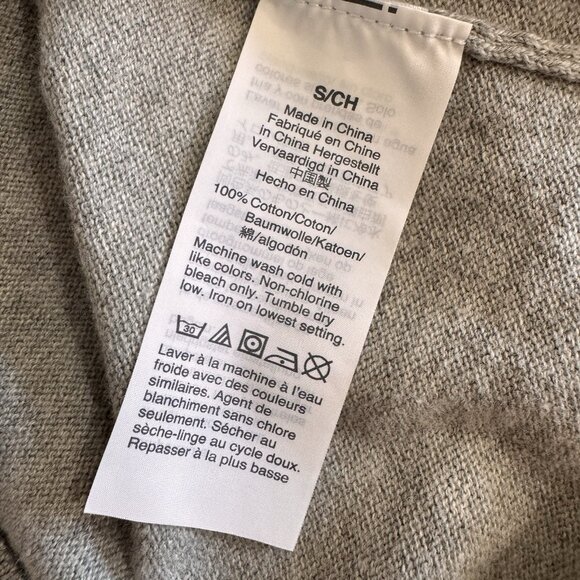 S/CH
Made in China
Fabriqué en Chine
in China Hergestellt
Vervaardigd in China
中国製
Hecho en China
100% Cotton/Coton/
Baumwolle/Katoen/
綿/algodón
Machine wash cold with
like colors. Non-chlorine
bleach only. Tumble dry
low. Iron on lowest setting.
30
Laver à la machine à l'eau
froide avec des couleurs
similaires. Agent de
blanchiment sans chlore
seulement. Sécher au
sèche-linge au cycle doux.
Repasser à la plus basse